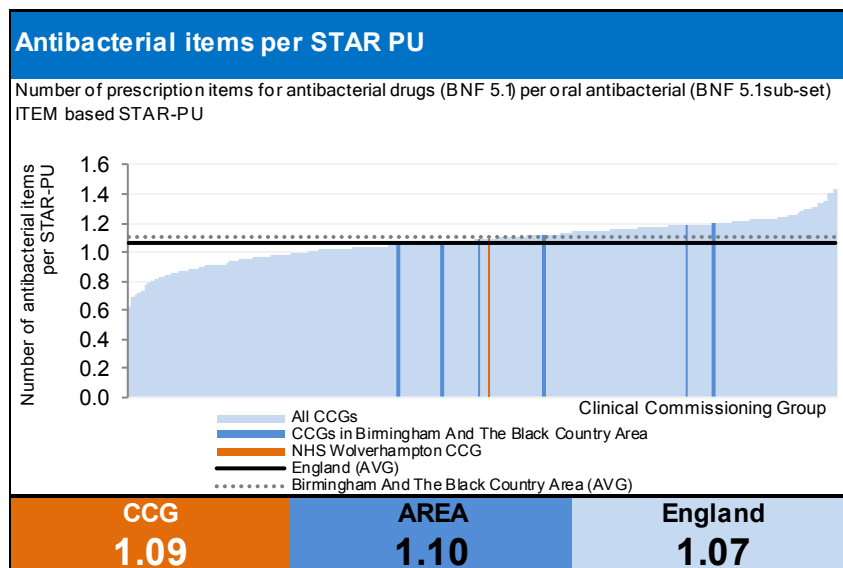 Antibacterial items per STAR PU
Number of prescription items for antibacterial drugs (BNF 5.1) per oral antibacterial (BNF 5.1sub-set)
ITEM based STAR-PU
Number of antibacterial items
per STAR-PU
1.6
1.4
1.2
1.0
0.8
0.6
0.4
0.2
0.0
Clinical Commissioning Group
All CCGs
CCGs in Birmingham And The Black Country Area
NHS Wolverhampton CCG
England (AVG)
Birmingham And The Black Country Area (AVG)
CCG
1.09
AREA
1.10
England
1.07